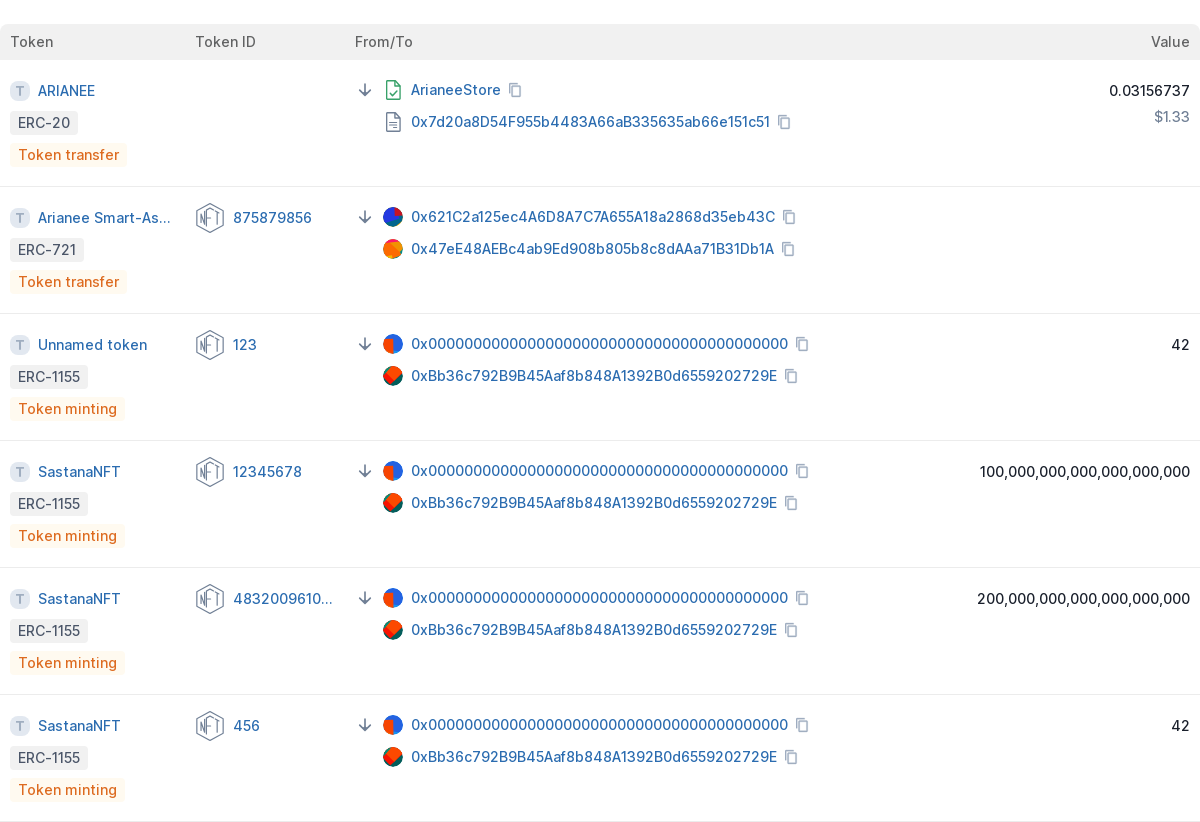 Token Token ID From/To Value
T ARIANEE ArianeeStore 0.03156737
ERC-20 0x7d20a8D54F955b4483A66aB335635ab66e151c51 $1.33
Token transfer
T Arianee Smart-As... NFT 875879856 0x621C2a125ec4A6D8A7C7A655A18a2868d35eb43C
ERC-721 0x47eE48AEBc4ab9Ed908b805b8c8dAAa71B31Db1A
Token transfer
T Unnamed token NFT 123 0x0000000000000000000000000000000000000000 42
ERC-1155 0xBb36c792B9B45Aaf8b848A1392B0d6559202729E
Token minting
T SastanaNFT NFT 12345678 0x0000000000000000000000000000000000000000 100,000,000,000,000,000,000
ERC-1155 0xBb36c792B9B45Aaf8b848A1392B0d6559202729E
Token minting
T SastanaNFT NFT 4832009610... 0x0000000000000000000000000000000000000000 200,000,000,000,000,000,000
ERC-1155 0xBb36c792B9B45Aaf8b848A1392B0d6559202729E
Token minting
T SastanaNFT NFT 456 0x0000000000000000000000000000000000000000 42
ERC-1155 0xBb36c792B9B45Aaf8b848A1392B0d6559202729E
Token minting